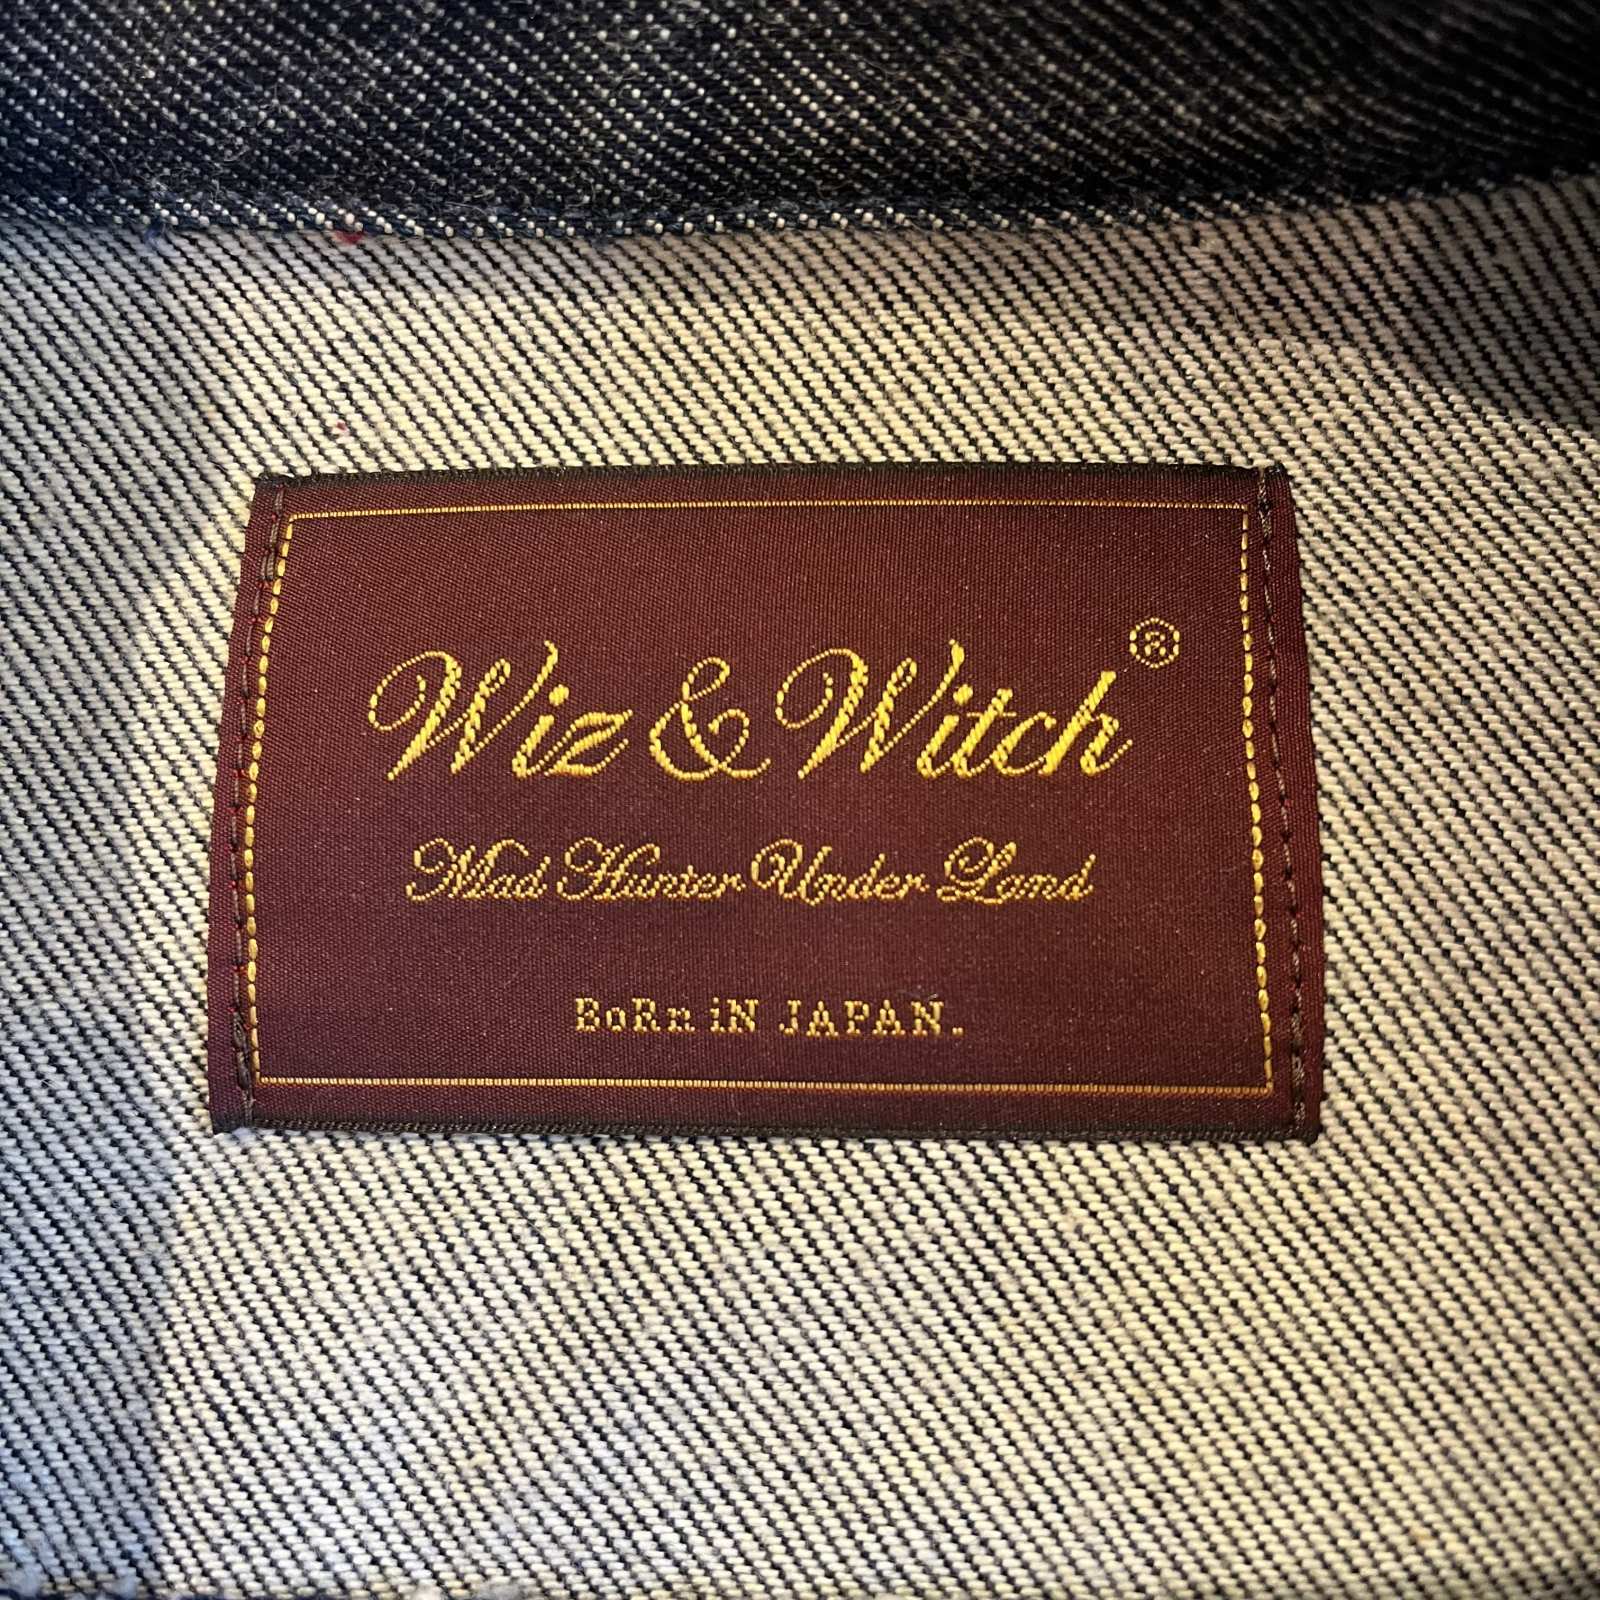 Wiz & Witch®
Mad Hunter Under Land
BoRn iN JAPAN.